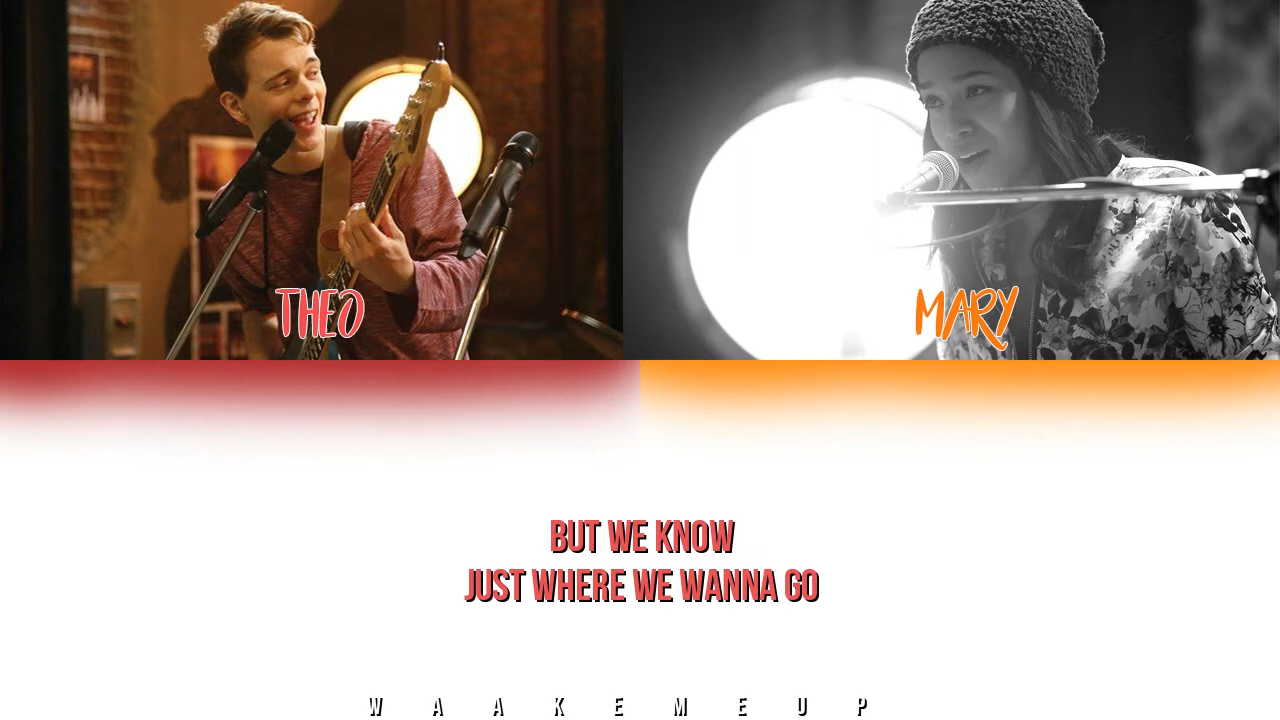 THEO
MARY
BUT WE KNOW
JUST WHERE WE WANNA GO
W A A K E M E U P